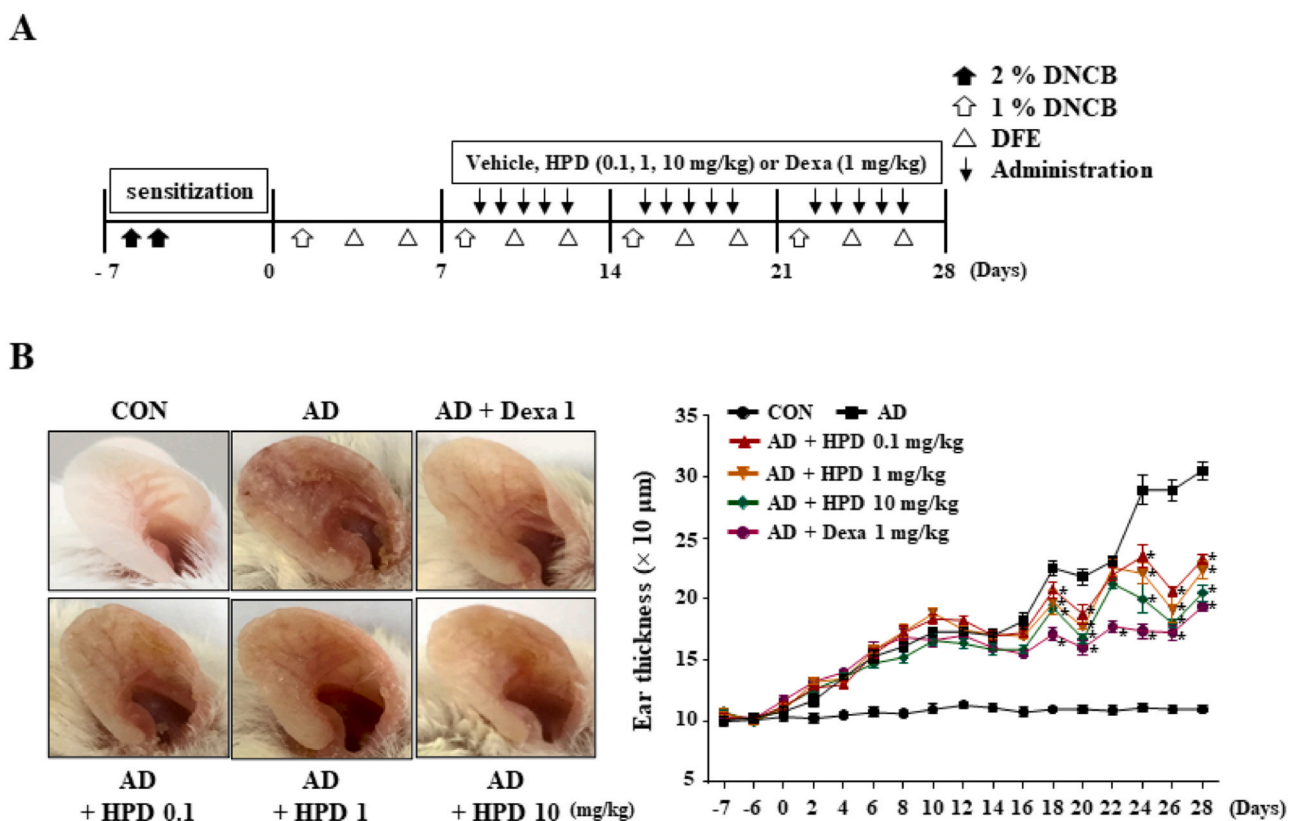 A
2 % DNCB
1 % DNCB
DFE
Administration
Vehicle, HPD (0.1, 1, 10 mg/kg) or Dexa (1 mg/kg)
sensitization
- 7 0 7 14 21 28 (Days)
B
CON AD AD + Dexa 1
AD AD AD
+ HPD 0.1 + HPD 1 + HPD 10 (mg/kg)
Ear thickness (× 10 µm)
35
30
25
20
15
10
5
CON AD
AD + HPD 0.1 mg/kg
AD + HPD 1 mg/kg
AD + HPD 10 mg/kg
AD + Dexa 1 mg/kg
* * * * * * * * * * * * * * * * * * * * *
-7 -6 0 2 4 6 8 10 12 14 16 18 20 22 24 26 28 (Days)